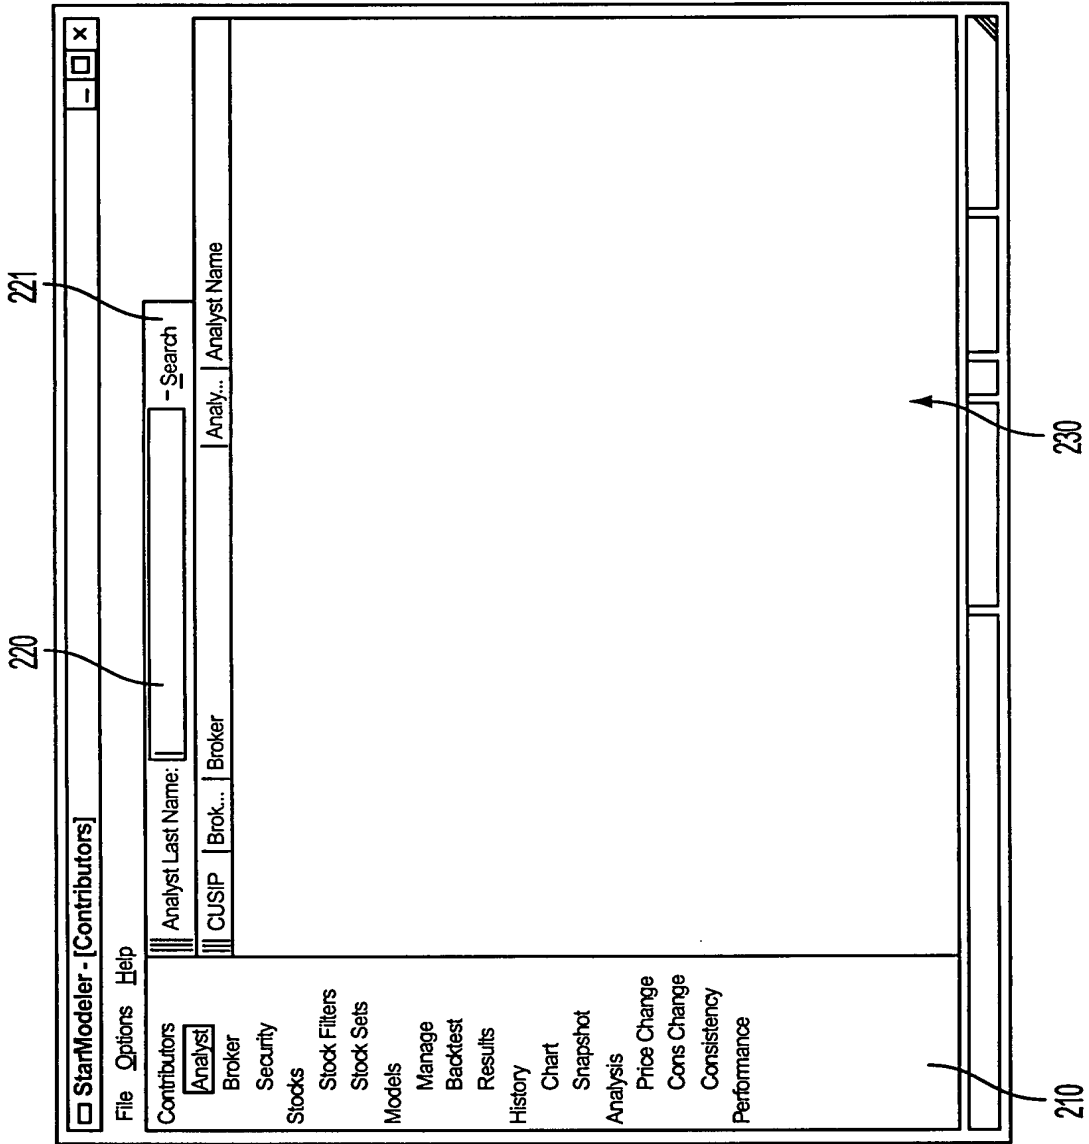 221
220
StarModeler - [Contributors]
File Options Help
Analyst Last Name:
Search
CUSIP
Brok...
Broker
Analy...
Analyst Name
Contributors
Analyst
Broker
Security
Stocks
Stock Filters
Stock Sets
Models
Manage
Backtest
Results
History
Chart
Snapshot
Analysis
Price Change
Cons Change
Consistency
Performance
210
230